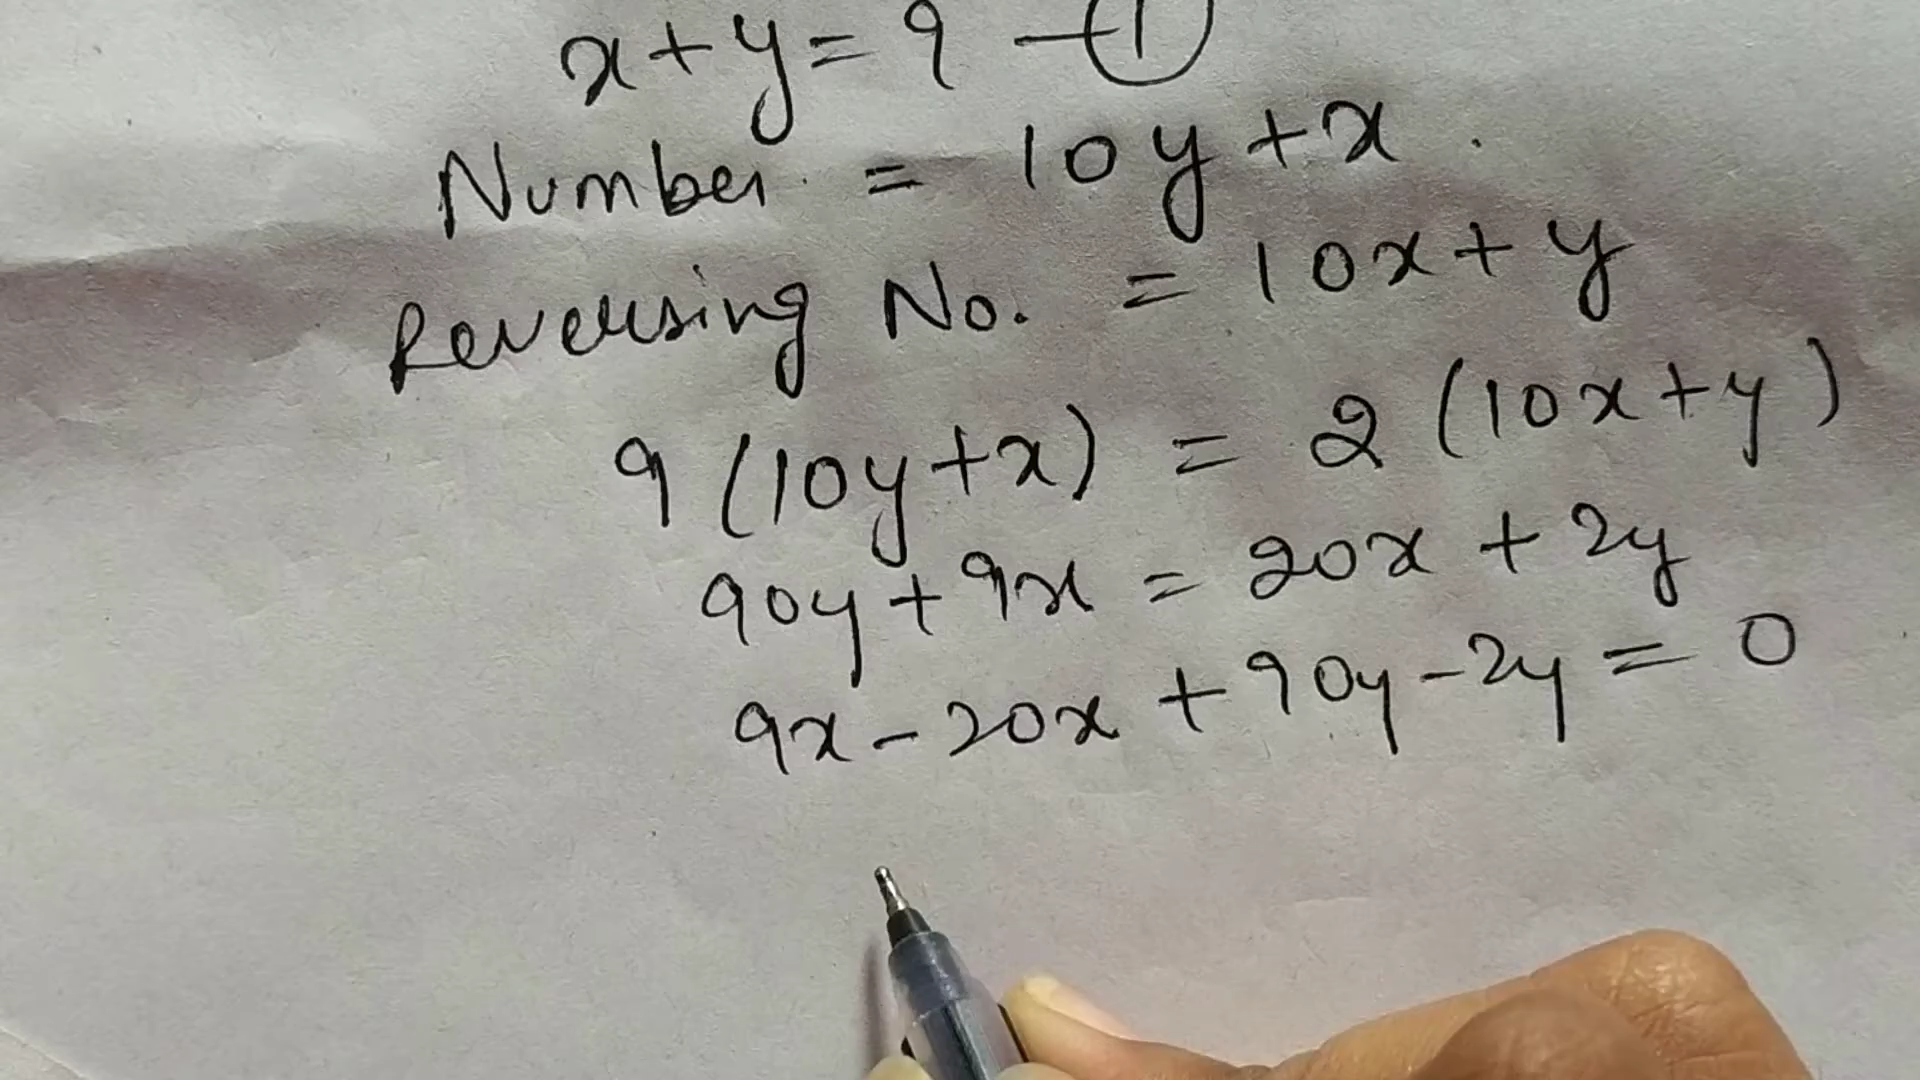 x+y=9 —①
Number = 10y+x.
Reversing No. = 10x+y
9(10y+x) = 2(10x+y)
90y+9x = 20x+2y
9x-20x+90y-2y=0